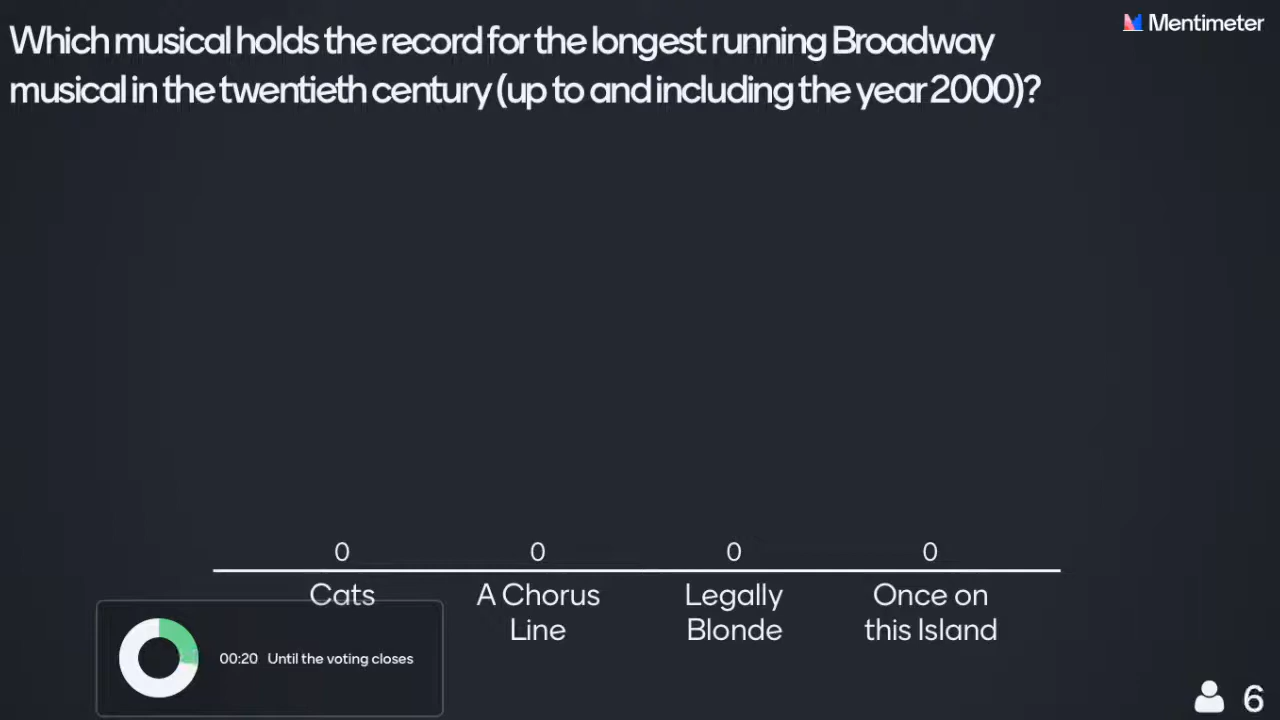 Mentimeter
Which musical holds the record for the longest running Broadway
musical in the twentieth century (up to and including the year 2000)?
0 0 0 0
Cats A Chorus Legally Once on
Line Blonde this Island
00:20 Until the voting closes
6